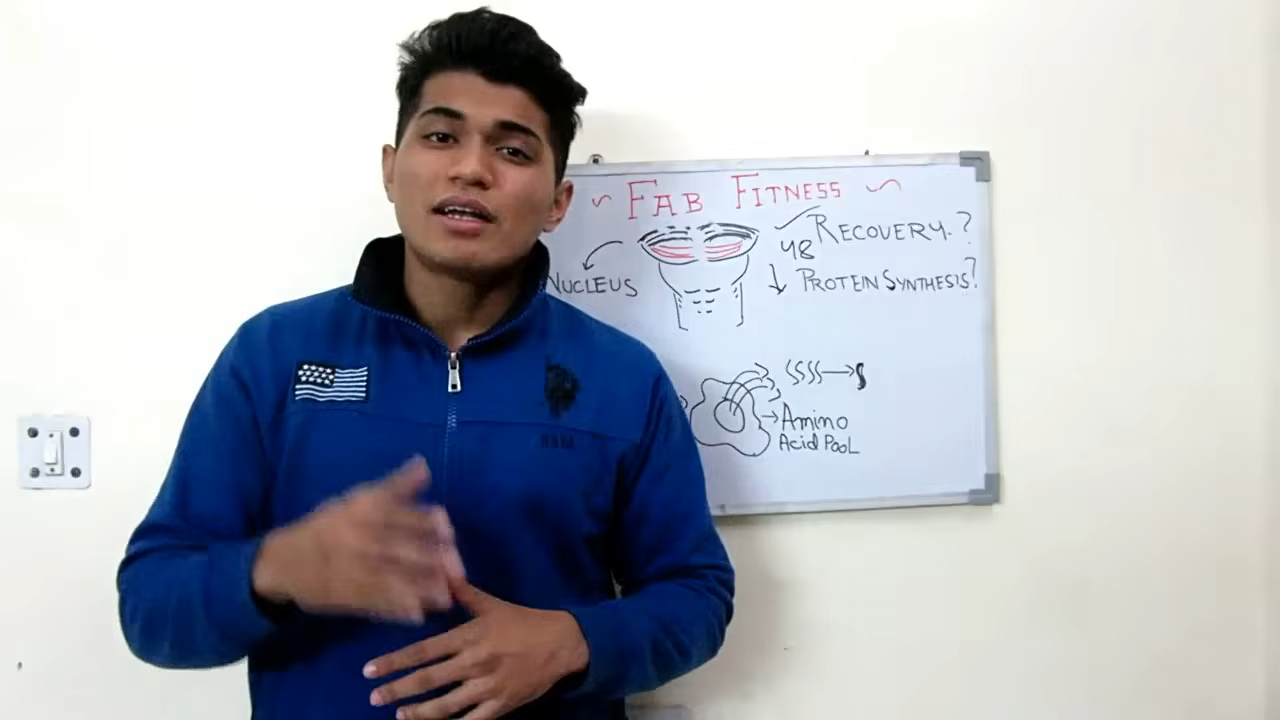 ~ FAB FITNESS ~
RECOVERY.?
48
NUCLEUS
↓ PROTEIN SYNTHESIS?
Amino
Acid Pool